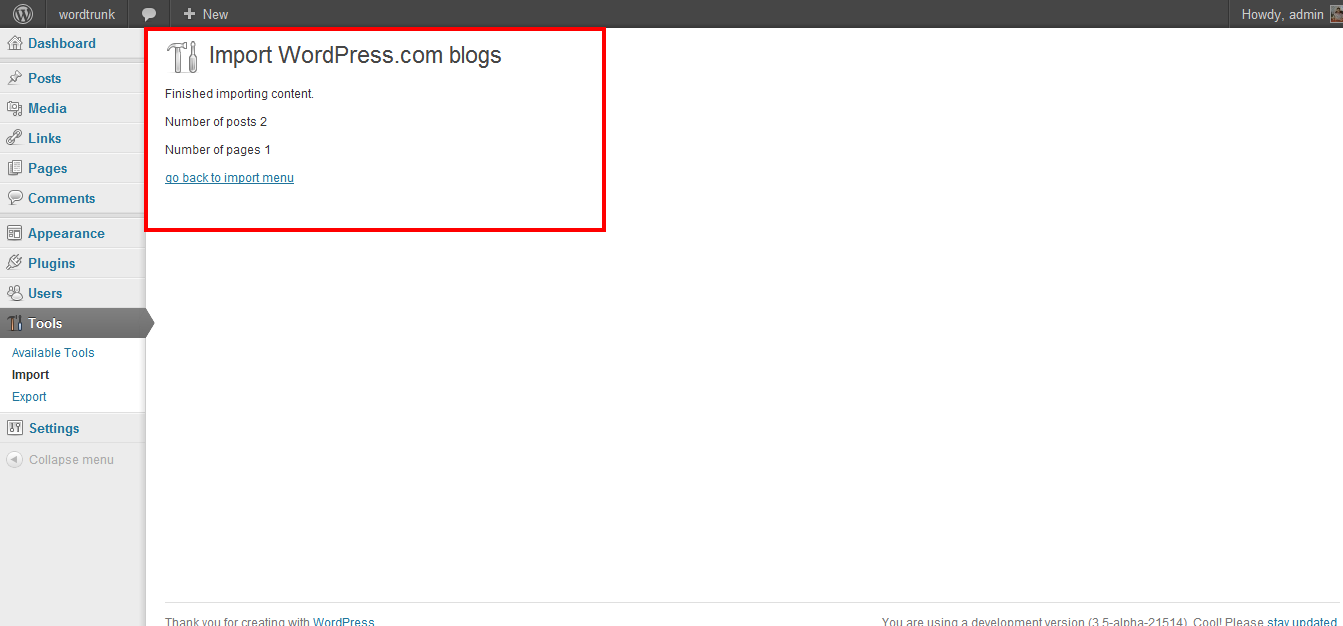 wordtrunk New Howdy, admin
Dashboard
Posts
Media
Links
Pages
Comments
Appearance
Plugins
Users
Tools
Available Tools
Import
Export
Settings
Collapse menu
Import WordPress.com blogs
Finished importing content.
Number of posts 2
Number of pages 1
go back to import menu
Thank you for creating with WordPress
You are using a development version (3.5-alpha-21514). Cool! Please stay updated.